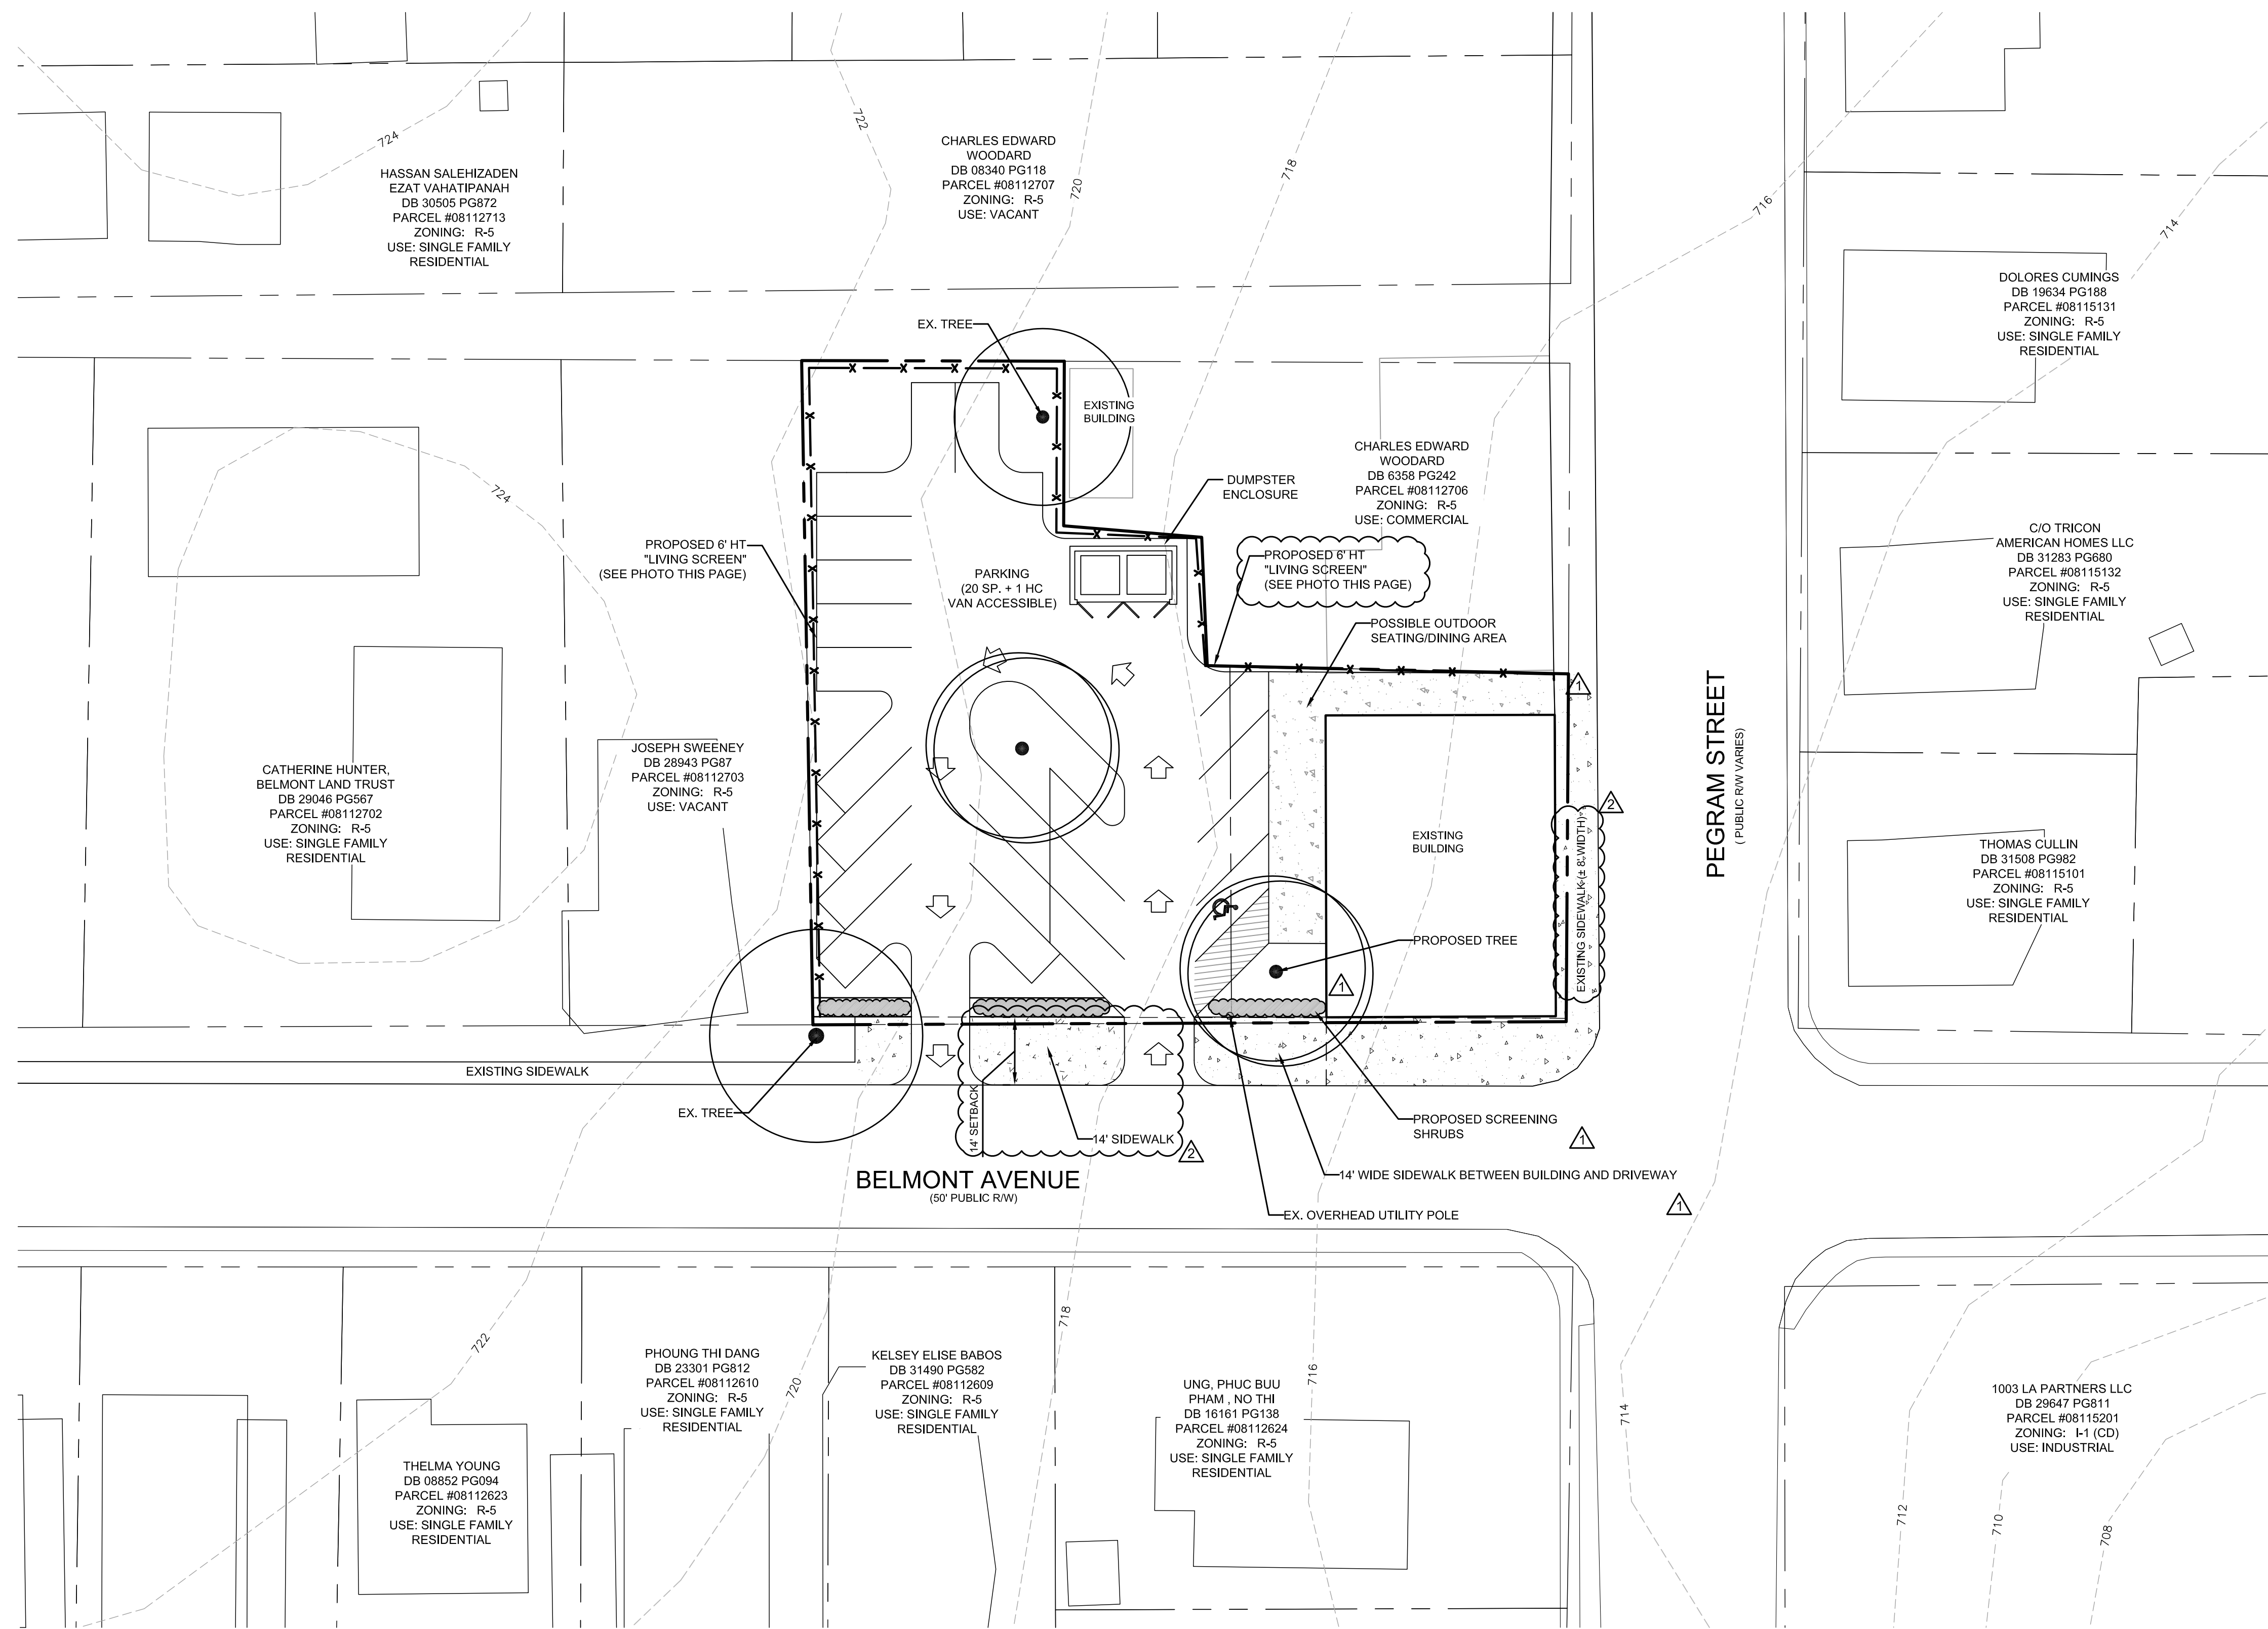 724
HASSAN SALEHIZADEN
EZAT VAHATIPANAH
DB 30505 PG872
PARCEL #08112713
ZONING: R-5
USE: SINGLE FAMILY
RESIDENTIAL
722
CHARLES EDWARD
WOODARD
DB 08340 PG118
PARCEL #08112707
ZONING: R-5
USE: VACANT
720
718
716
714
DOLORES CUMINGS
DB 19634 PG188
PARCEL #08115131
ZONING: R-5
USE: SINGLE FAMILY
RESIDENTIAL
EX. TREE
EXISTING
BUILDING
CHARLES EDWARD
WOODARD
DB 6358 PG242
PARCEL #08112706
ZONING: R-5
USE: COMMERCIAL
724
DUMPSTER
ENCLOSURE
PROPOSED 6' HT
"LIVING SCREEN"
(SEE PHOTO THIS PAGE)
PARKING
(20 SP. + 1 HC
VAN ACCESSIBLE)
PROPOSED 6' HT
"LIVING SCREEN"
(SEE PHOTO THIS PAGE)
POSSIBLE OUTDOOR
SEATING/DINING AREA
C/O TRICON
AMERICAN HOMES LLC
DB 31283 PG680
PARCEL #08115132
ZONING: R-5
USE: SINGLE FAMILY
RESIDENTIAL
1
PEGRAM STREET
( PUBLIC R/W VARIES)
CATHERINE HUNTER,
BELMONT LAND TRUST
DB 29046 PG567
PARCEL #08112702
ZONING: R-5
USE: SINGLE FAMILY
RESIDENTIAL
JOSEPH SWEENEY
DB 28943 PG87
PARCEL #08112703
ZONING: R-5
USE: VACANT
EXISTING
BUILDING
2
EXISTING SIDEWALK (± 8' WIDTH)
THOMAS CULLIN
DB 31508 PG982
PARCEL #08115101
ZONING: R-5
USE: SINGLE FAMILY
RESIDENTIAL
PROPOSED TREE
1
EXISTING SIDEWALK
EX. TREE
14' SETBACK
14' SIDEWALK
2
PROPOSED SCREENING
SHRUBS
1
14' WIDE SIDEWALK BETWEEN BUILDING AND DRIVEWAY
1
EX. OVERHEAD UTILITY POLE
BELMONT AVENUE
(50' PUBLIC R/W)
722
720
718
716
714
712
710
708
THELMA YOUNG
DB 08852 PG094
PARCEL #08112623
ZONING: R-5
USE: SINGLE FAMILY
RESIDENTIAL
PHOUNG THI DANG
DB 23301 PG812
PARCEL #08112610
ZONING: R-5
USE: SINGLE FAMILY
RESIDENTIAL
KELSEY ELISE BABOS
DB 31490 PG582
PARCEL #08112609
ZONING: R-5
USE: SINGLE FAMILY
RESIDENTIAL
UNG, PHUC BUU
PHAM , NO THI
DB 16161 PG138
PARCEL #08112624
ZONING: R-5
USE: SINGLE FAMILY
RESIDENTIAL
1003 LA PARTNERS LLC
DB 29647 PG811
PARCEL #08115201
ZONING: I-1 (CD)
USE: INDUSTRIAL